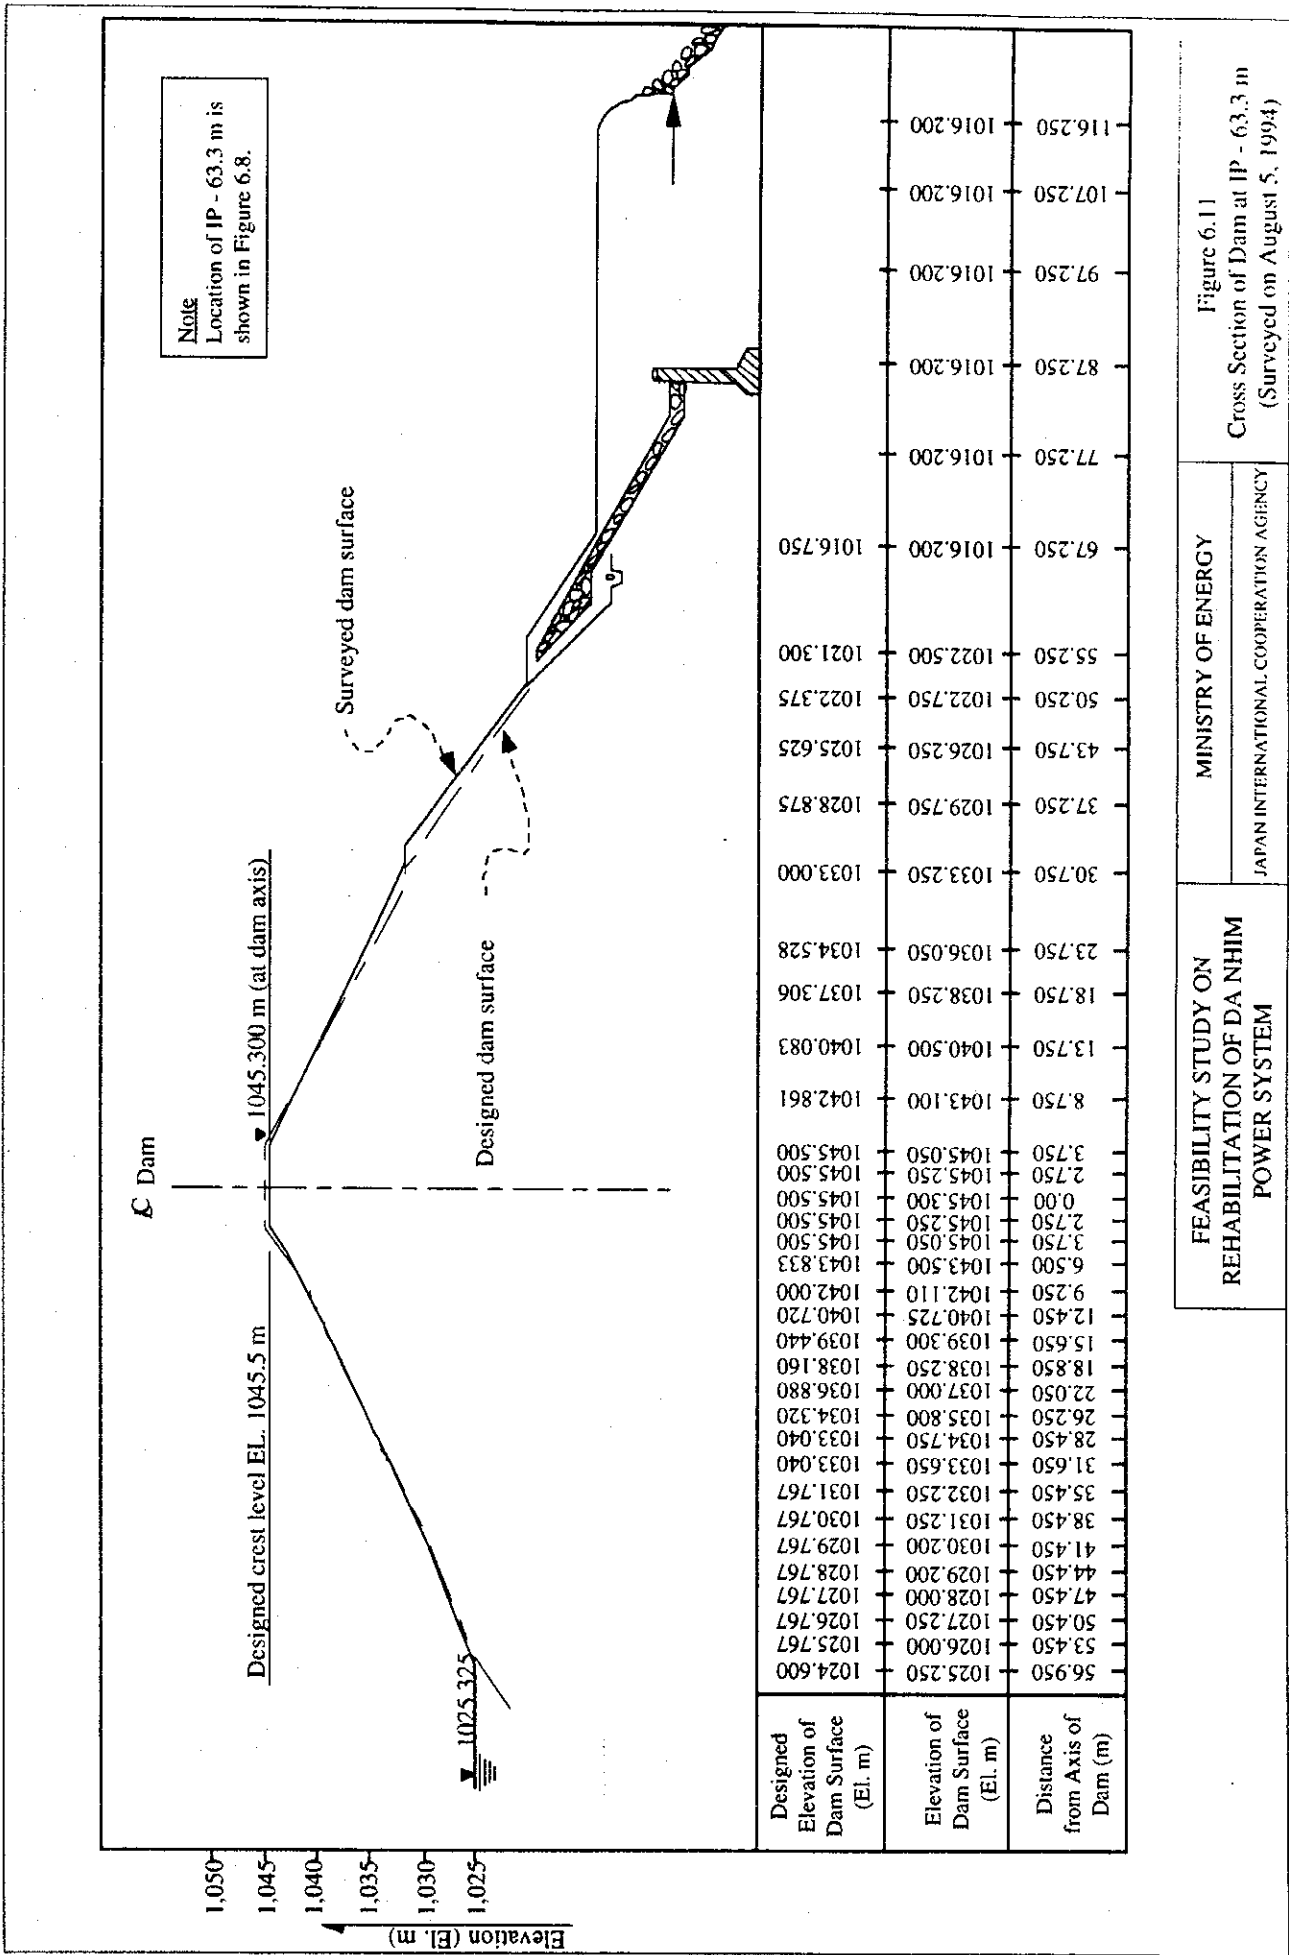 Note
Location of IP - 63.3 m is
shown in Figure 6.8.
℄ Dam
Designed crest level EL. 1045.5 m
1045.300 m (at dam axis)
Surveyed dam surface
Designed dam surface
1025.325
1,050
1,045
1,040
1,035
1,030
1,025
Elevation (El. m)
Designed
Elevation of
Dam Surface
(El. m)
1024.600 1025.767 1026.767 1027.767 1028.767 1029.767 1030.767 1031.767 1033.040 1033.040 1034.320 1036.880 1038.160 1039.440 1040.720 1042.000 1043.833 1045.500 1045.500 1045.500 1045.500 1045.500 1042.861 1040.083 1037.306 1034.528 1033.000 1028.875 1025.625 1022.375 1021.300 1016.750
Elevation of
Dam Surface
(El. m)
1025.250 1026.000 1027.250 1028.000 1029.200 1030.200 1031.250 1032.250 1033.650 1034.750 1035.800 1037.000 1038.250 1039.300 1040.725 1042.110 1043.500 1045.050 1045.250 1045.300 1045.250 1045.050 1043.100 1040.500 1038.250 1036.050 1033.250 1029.750 1026.250 1022.750 1022.500 1016.200 1016.200 1016.200 1016.200 1016.200 1016.200
Distance
from Axis of
Dam (m)
56.950 53.450 50.450 47.450 44.450 41.450 38.450 35.450 31.650 28.450 26.250 22.050 18.850 15.650 12.450 9.250 6.500 3.750 2.750 0.00 2.750 3.750 8.750 13.750 18.750 23.750 30.750 37.250 43.750 50.250 55.250 67.250 77.250 87.250 97.250 107.250 116.250
FEASIBILITY STUDY ON
REHABILITATION OF DA NHIM
POWER SYSTEM
MINISTRY OF ENERGY
JAPAN INTERNATIONAL COOPERATION AGENCY
Figure 6.11
Cross Section of Dam at IP - 63.3 m
(Surveyed on August 5, 1994)